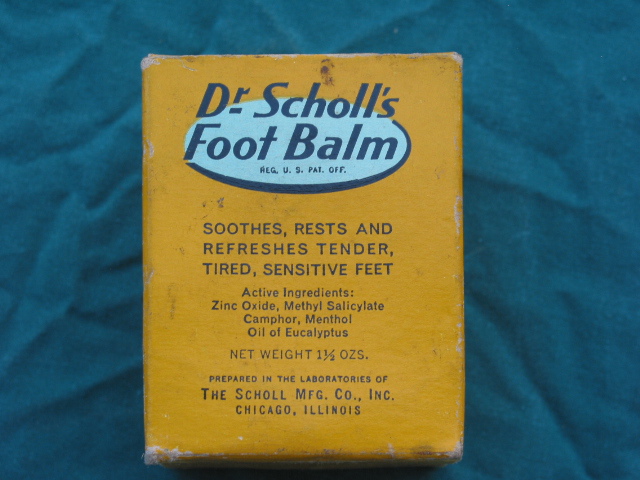 Dr Scholl's
Foot Balm
REG. U. S. PAT. OFF.
SOOTHES, RESTS AND
REFRESHES TENDER,
TIRED, SENSITIVE FEET
Active Ingredients:
Zinc Oxide, Methyl Salicylate
Camphor, Menthol
Oil of Eucalyptus
NET WEIGHT 1½ OZS.
PREPARED IN THE LABORATORIES OF
THE SCHOLL MFG. CO., INC.
CHICAGO, ILLINOIS